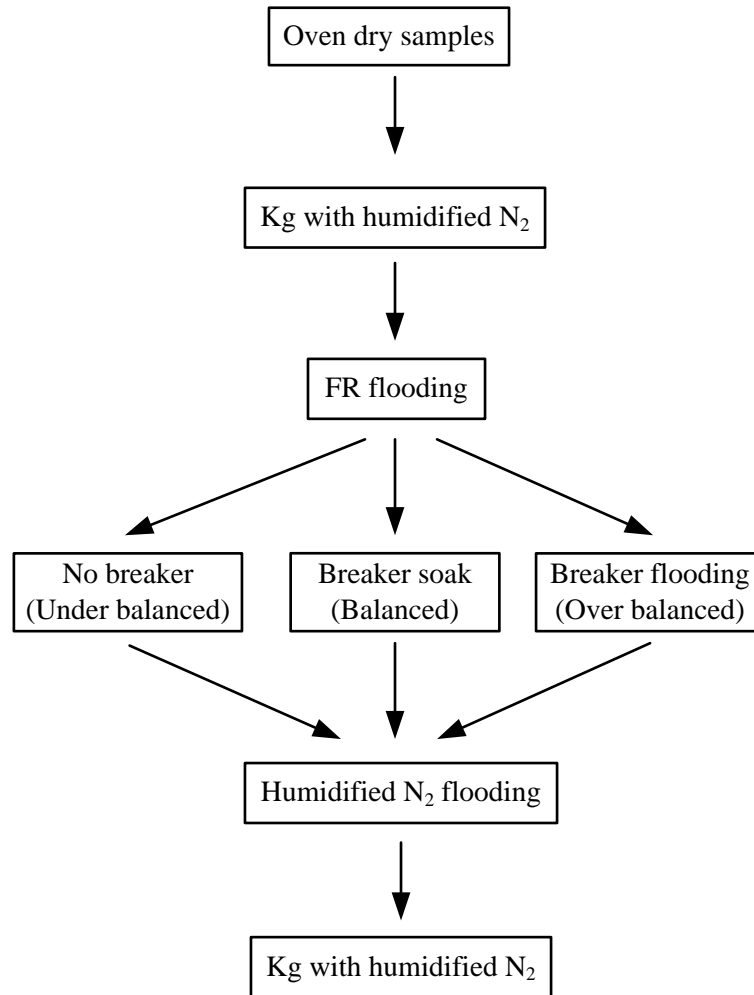 Oven dry samples
Kg with humidified N₂
FR flooding
No breaker
(Under balanced)
Breaker soak
(Balanced)
Breaker flooding
(Over balanced)
Humidified N₂ flooding
Kg with humidified N₂